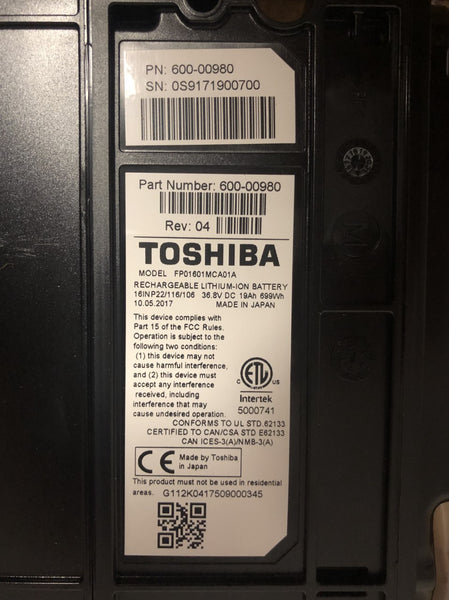 PN: 600-00980
SN: 0S9171900700
Part Number: 600-00980
Rev: 04
TOSHIBA
MODEL FP01601MCA01A
RECHARGEABLE LITHIUM-ION BATTERY
16INP22/116/106 36.8V DC 19Ah 699Wh
10.05.2017 MADE IN JAPAN
This device complies with
Part 15 of the FCC Rules.
Operation is subject to the
following two conditions:
(1) this device may not
cause harmful interference,
and (2) this device must
accept any interference
received, including
interference that may
cause undesired operation.
C ETL US
Intertek
5000741
CONFORMS TO UL STD.62133
CERTIFIED TO CAN/CSA STD E62133
CAN ICES-3(A)/NMB-3(A)
CE Made by Toshiba
in Japan
This product must not be used in residential
areas. G112K0417509000345